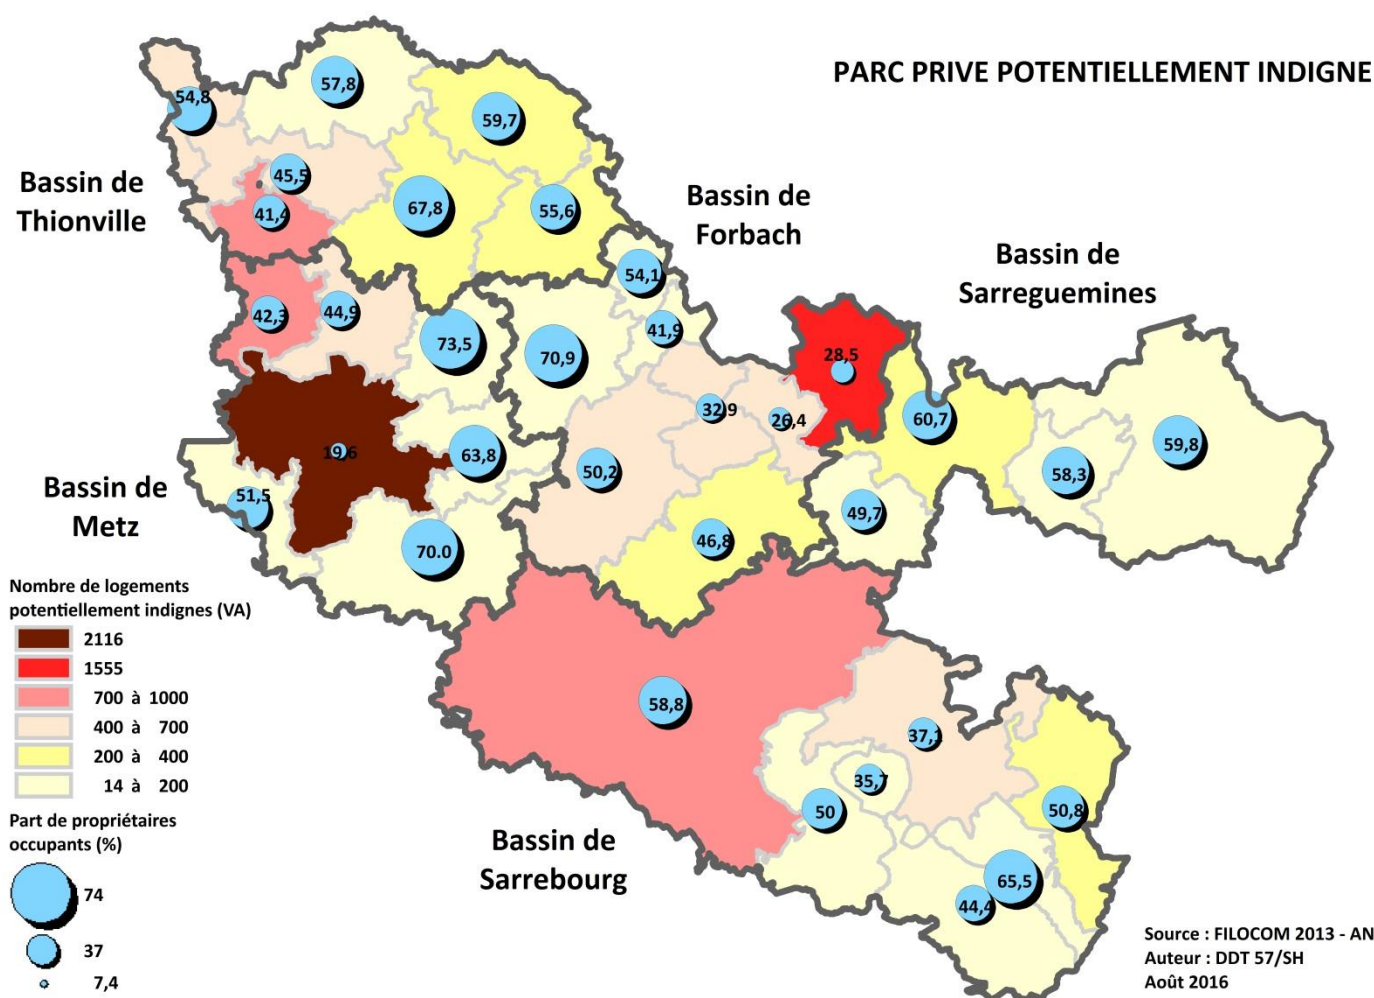 PARC PRIVE POTENTIELLEMENT INDIGNE
57,8
54,8
59,7
45,5
Bassin de
Thionville
41,4
67,8
55,6
Bassin de
Forbach
54,1
Bassin de
Sarreguemines
42,3
44,9
41,9
73,5
70,9
28,5
32,9
26,4
60,7
59,8
19,6
63,8
50,2
58,3
Bassin de
Metz
51,5
49,7
46,8
70.0
Nombre de logements
potentiellement indignes (VA)
2116
1555
700 à 1000
400 à 700
200 à 400
14 à 200
58,8
37,1
35,7
50
50,8
Part de propriétaires
occupants (%)
74
37
7,4
Bassin de
Sarrebourg
65,5
44,4
Source : FILOCOM 2013 - AN
Auteur : DDT 57/SH
Août 2016